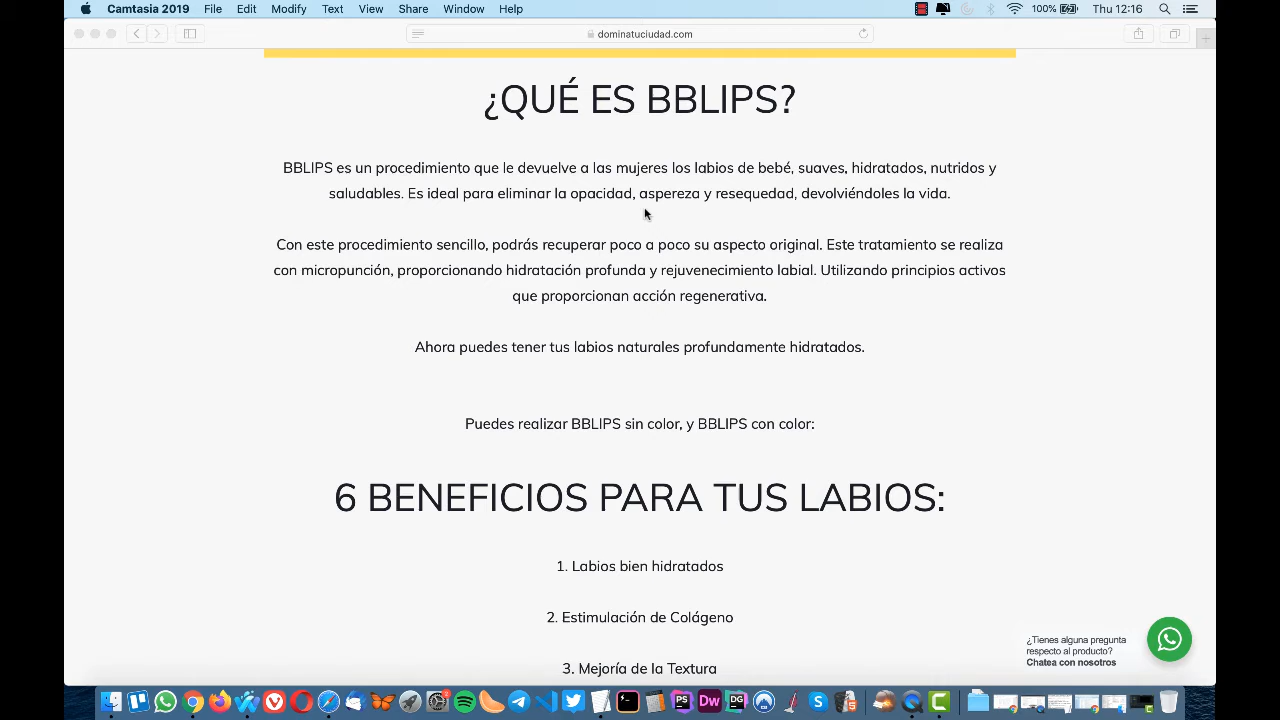 Camtasia 2019 File Edit Modify Text View Share Window Help 100% Thu 12:16
dominatuciudad.com
¿QUÉ ES BBLIPS?
BBLIPS es un procedimiento que le devuelve a las mujeres los labios de bebé, suaves, hidratados, nutridos y
saludables. Es ideal para eliminar la opacidad, aspereza y resequedad, devolviéndoles la vida.
Con este procedimiento sencillo, podrás recuperar poco a poco su aspecto original. Este tratamiento se realiza
con micropunción, proporcionando hidratación profunda y rejuvenecimiento labial. Utilizando principios activos
que proporcionan acción regenerativa.
Ahora puedes tener tus labios naturales profundamente hidratados.
Puedes realizar BBLIPS sin color, y BBLIPS con color:
6 BENEFICIOS PARA TUS LABIOS:
1. Labios bien hidratados
2. Estimulación de Colágeno
3. Mejoría de la Textura
¿Tienes alguna pregunta
respecto al producto?
Chatea con nosotros
Ps Dw DG